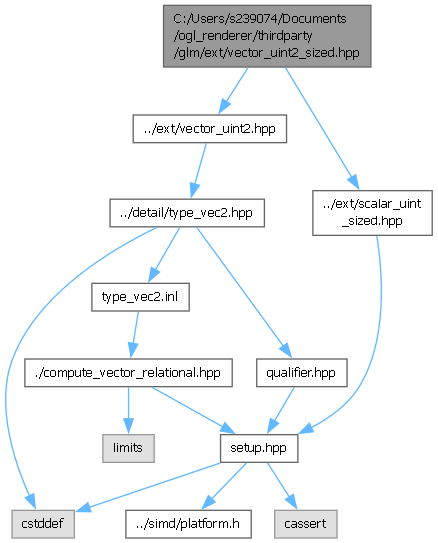 C:/Users/s239074/Documents
/ogl_renderer/thirdparty
/glm/ext/vector_uint2_sized.hpp
../ext/vector_uint2.hpp
../detail/type_vec2.hpp
../ext/scalar_uint
_sized.hpp
type_vec2.inl
./compute_vector_relational.hpp
qualifier.hpp
limits
setup.hpp
cstddef
../simd/platform.h
cassert